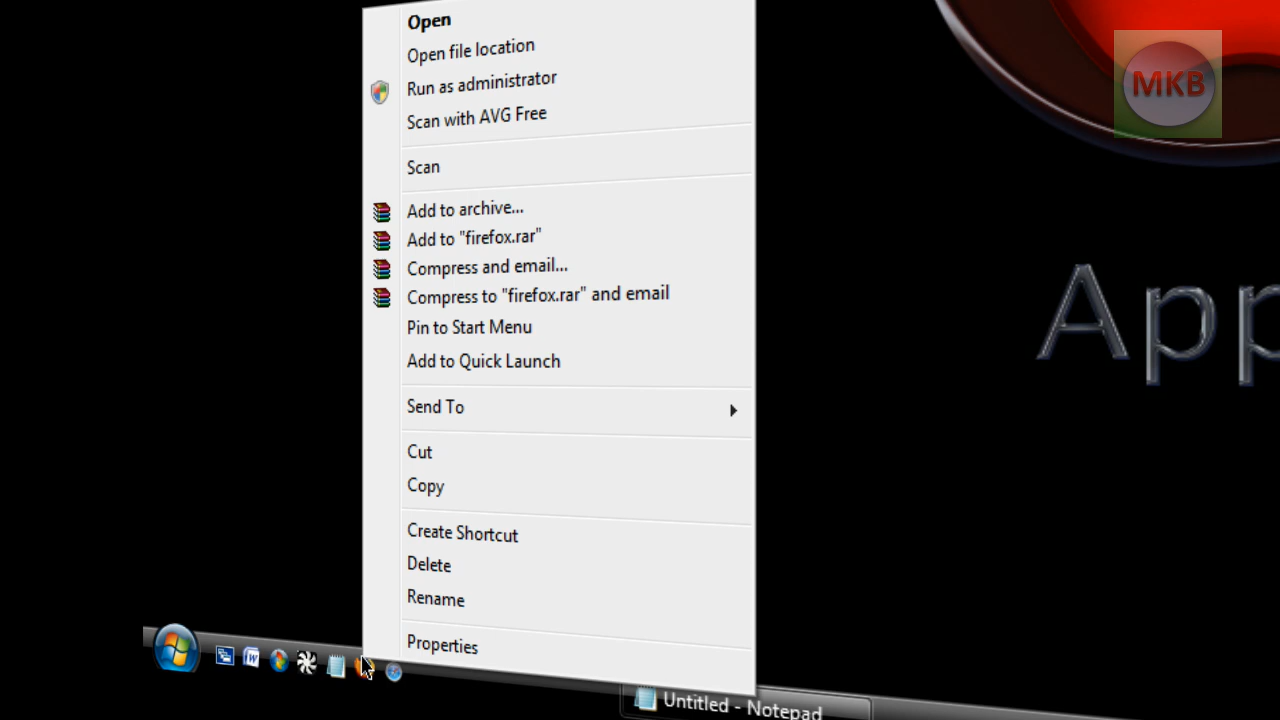 Open
Open file location
Run as administrator
Scan with AVG Free
Scan
Add to archive...
Add to "firefox.rar"
Compress and email...
Compress to "firefox.rar" and email
Pin to Start Menu
Add to Quick Launch
Send To
Cut
Copy
Create Shortcut
Delete
Rename
Properties
Untitled - Notepad
MKB
App
W